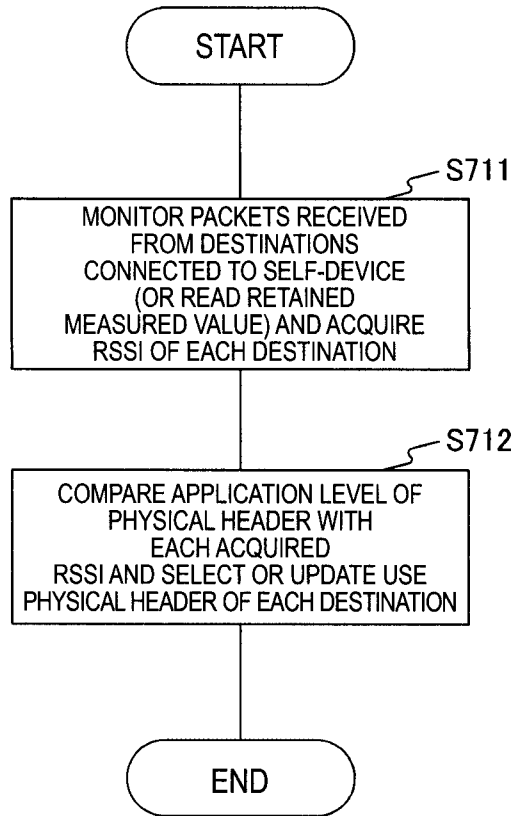 START
S711
MONITOR PACKETS RECEIVED
FROM DESTINATIONS
CONNECTED TO SELF-DEVICE
(OR READ RETAINED
MEASURED VALUE) AND ACQUIRE
RSSI OF EACH DESTINATION
S712
COMPARE APPLICATION LEVEL OF
PHYSICAL HEADER WITH
EACH ACQUIRED
RSSI AND SELECT OR UPDATE USE
PHYSICAL HEADER OF EACH DESTINATION
END